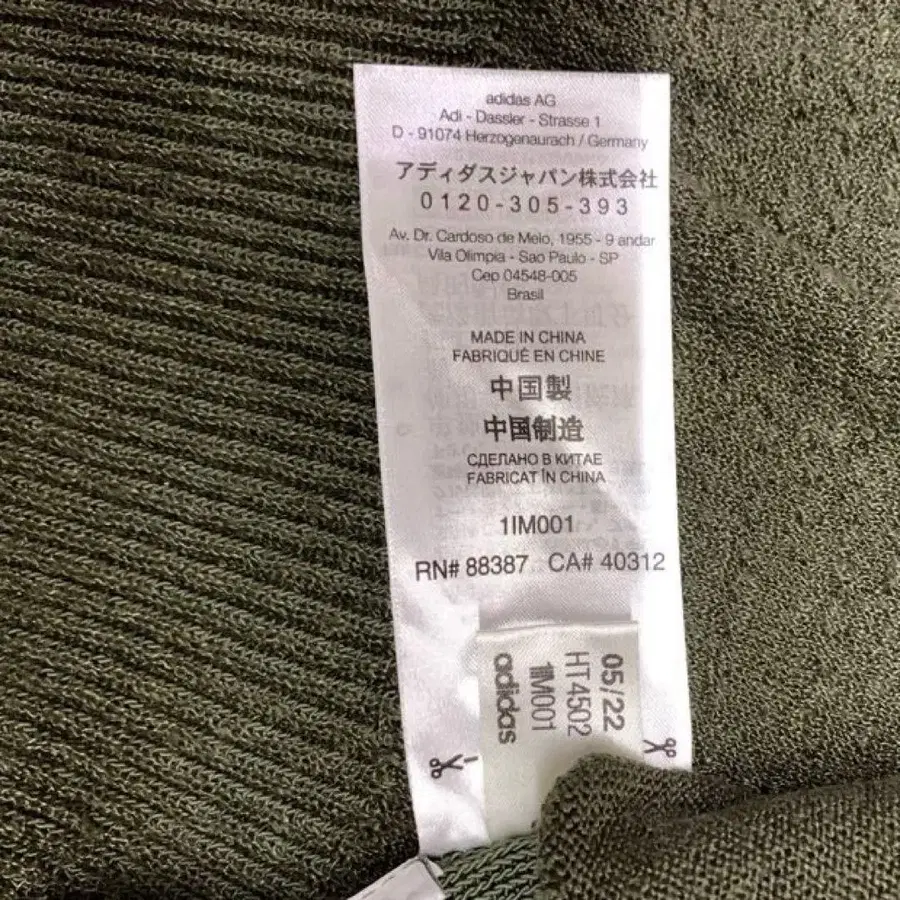 adidas AG
Adi - Dassler - Strasse 1
D - 91074 Herzogenaurach / Germany
アディダスジャパン株式会社
0120-305-393
Av. Dr. Cardoso de Melo, 1955 - 9 andar
Vila Olimpia - Sao Paulo - SP
Cep 04548-005
Brasil
MADE IN CHINA
FABRIQUÉ EN CHINE
中国製
中国制造
СДЕЛАНО В КИТАЕ
FABRICAT ÎN CHINA
1IM001
RN# 88387 CA# 40312
05/22
HT4502
1IM001
adidas